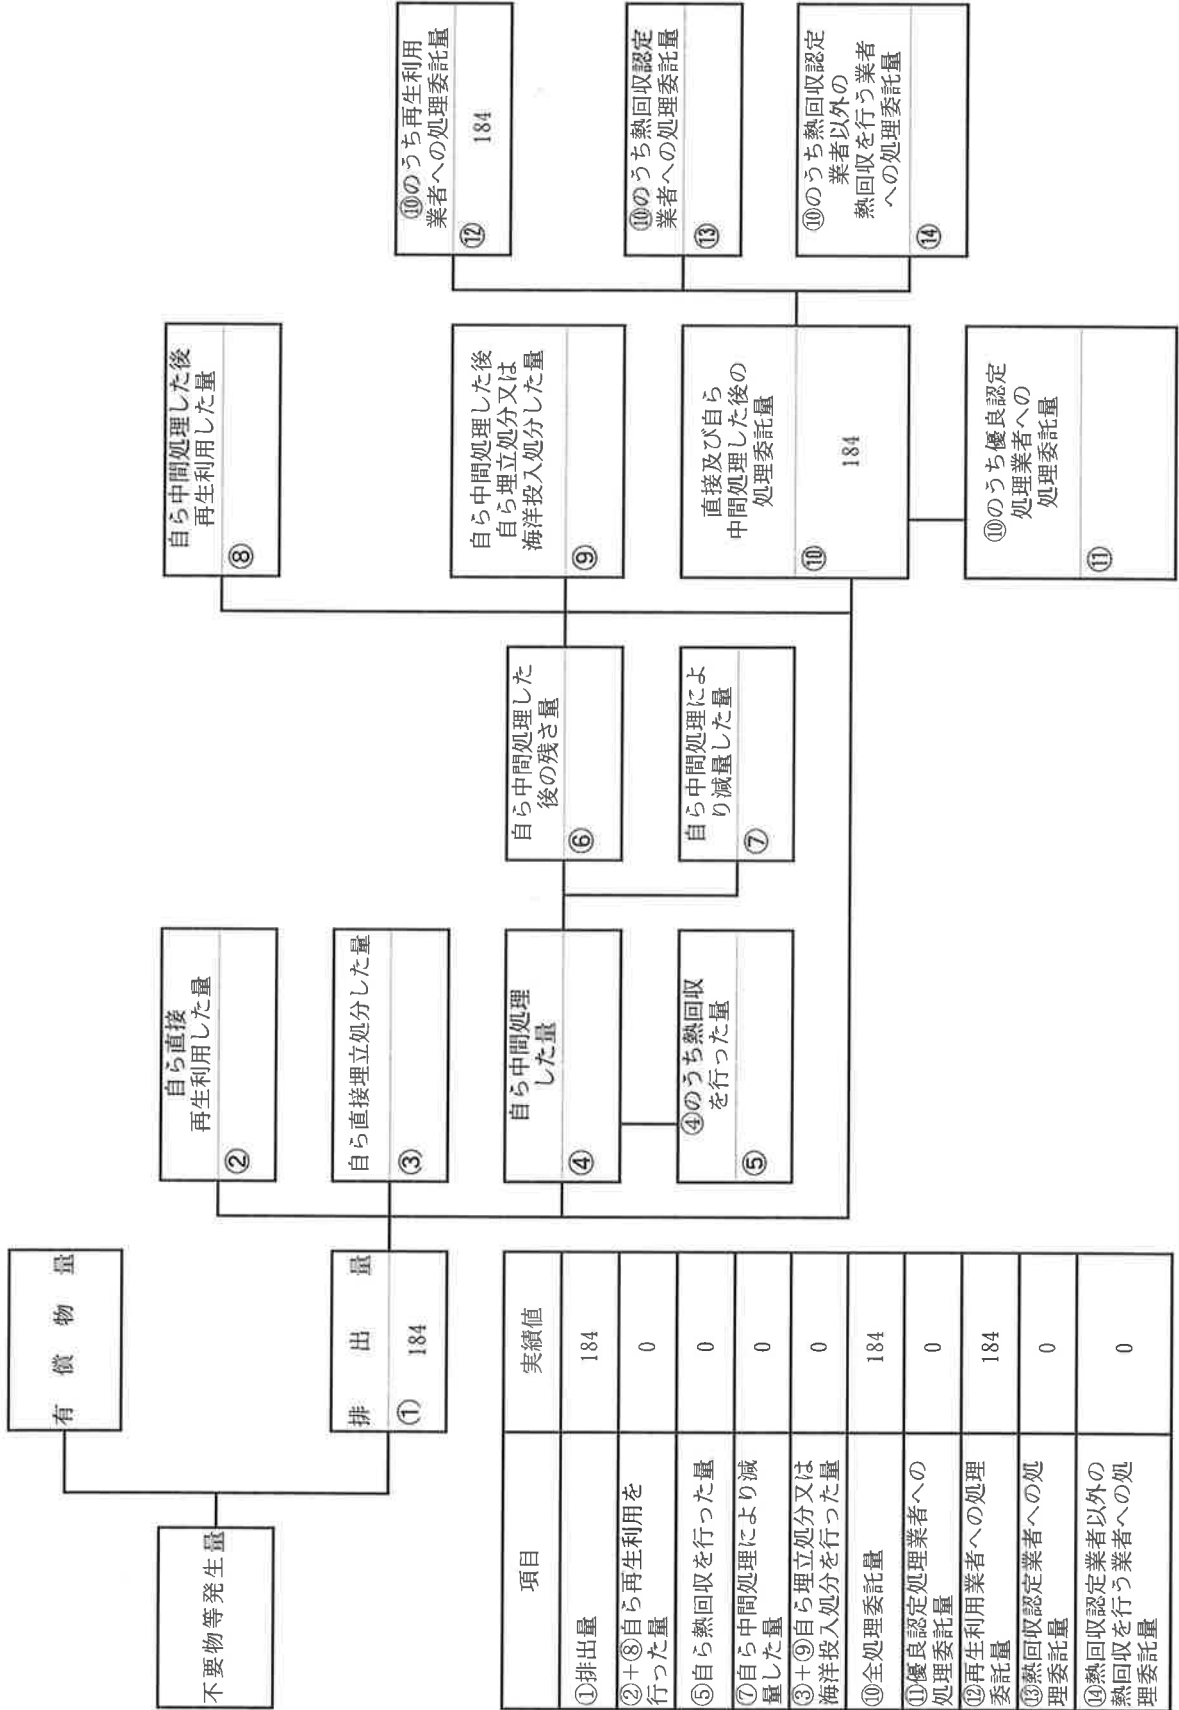 不要物等発生量
有償物量
排出量
①
184
自ら直接
再生利用した量
②
自ら直接埋立処分した量
③
自ら中間処理
した量
④
④のうち熱回収
を行った量
⑤
自ら中間処理した
後の残さ量
⑥
自ら中間処理によ
り減量した量
⑦
自ら中間処理した後
再生利用した量
⑧
自ら中間処理した後
自ら埋立処分又は
海洋投入処分した量
⑨
直接及び自ら
中間処理した後の
処理委託量
⑩
184
⑩のうち優良認定
処理業者への
処理委託量
⑪
⑩のうち再生利用
業者への処理委託量
⑫
184
⑩のうち熱回収認定
業者への処理委託量
⑬
⑩のうち熱回収認定
業者以外の
熱回収を行う業者
への処理委託量
⑭
項目 実績値
①排出量 184
②+⑧自ら再生利用を
行った量 0
⑤自ら熱回収を行った量 0
⑦自ら中間処理により減
量した量 0
③+⑨自ら埋立処分又は
海洋投入処分を行った量 0
⑩全処理委託量 184
⑪優良認定処理業者への
処理委託量 0
⑫再生利用業者への処理
委託量 184
⑬熱回収認定業者への処
理委託量 0
⑭熱回収認定業者以外の
熱回収を行う業者への処
理委託量 0